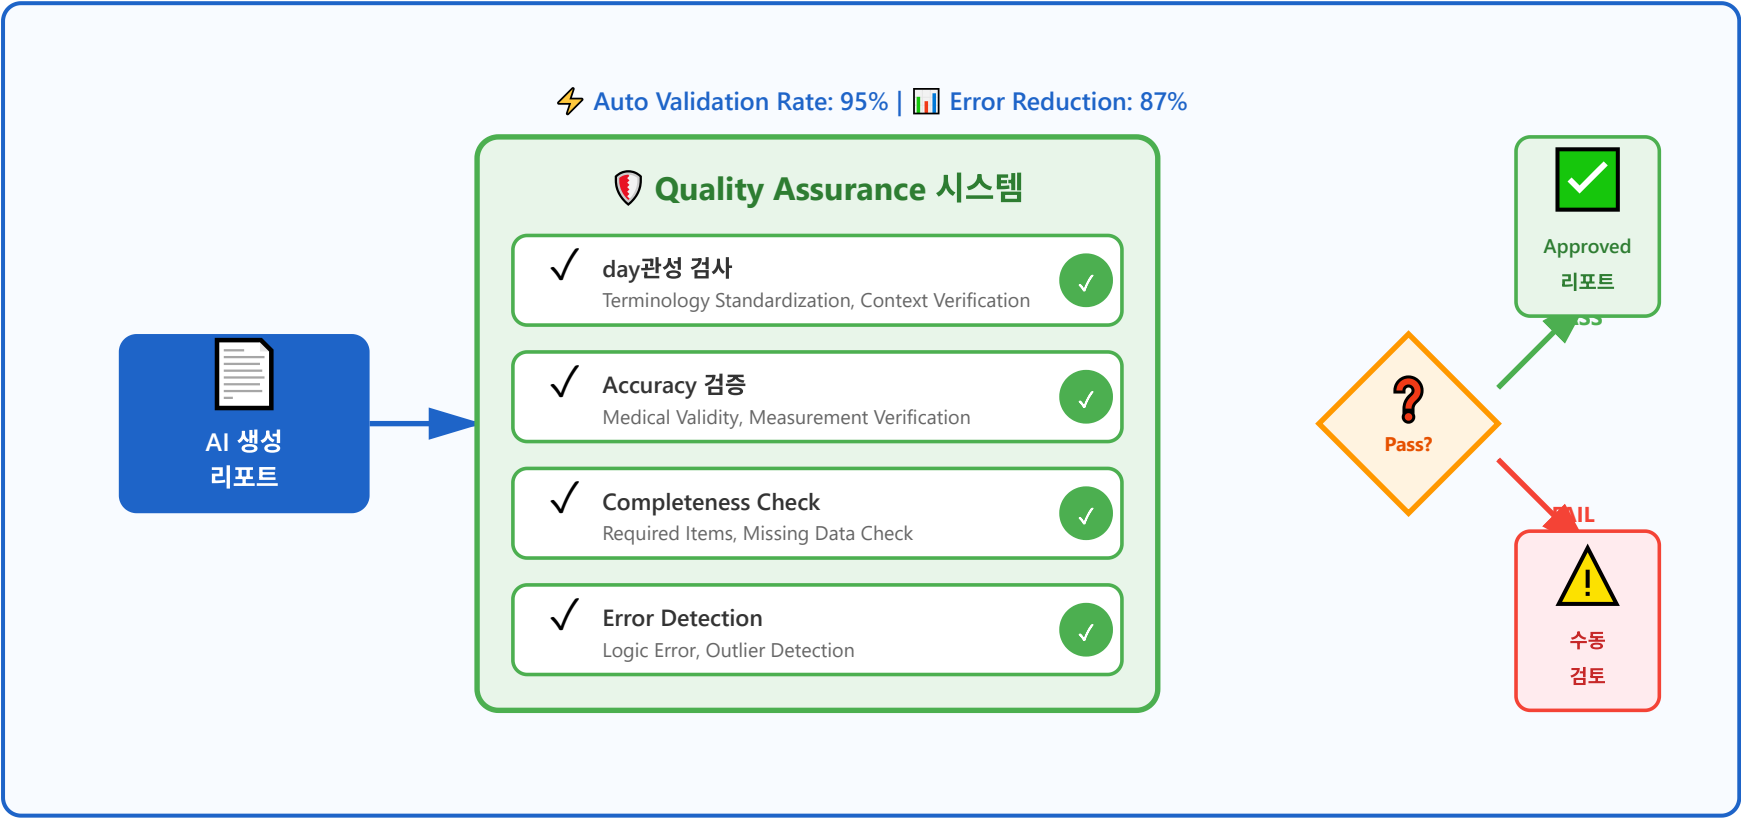 ⚡ Auto Validation Rate: 95% | 📊 Error Reduction: 87%
🛡 Quality Assurance 시스템
✓ day관성 검사
Terminology Standardization, Context Verification
✓
✓ Accuracy 검증
Medical Validity, Measurement Verification
✓
✓ Completeness Check
Required Items, Missing Data Check
✓
✓ Error Detection
Logic Error, Outlier Detection
✓
AI 생성
리포트
❓
Pass?
Approved
리포트
수동
검토